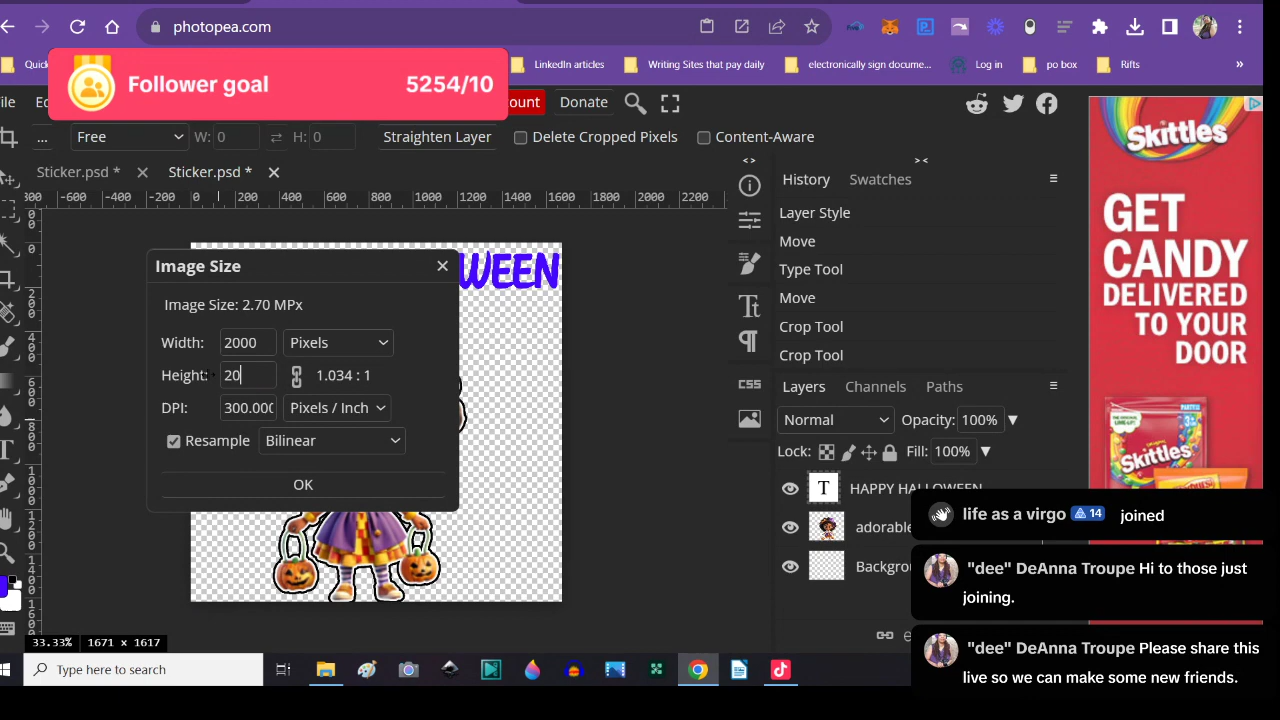 photopea.com
Quick
LinkedIn articles
Writing Sites that pay daily
electronically sign docume...
Log in
po box
Rifts
»
Follower goal 5254/10
File
Ed
ount
Donate
... Free W: 0 H: 0 Straighten Layer Delete Cropped Pixels Content-Aware
Sticker.psd * Sticker.psd *
-600 -400 -200 0 200 400 600 800 1000 1200 1400 1600 1800 2000 2200
Image Size
Image Size: 2.70 MPx
Width: 2000 Pixels
Height: 20 1.034 : 1
DPI: 300.000 Pixels / Inch
Resample Bilinear
OK
WEEN
33.33% 1671 × 1617
< >
> <
History Swatches
Layer Style
Move
Type Tool
Move
Crop Tool
Crop Tool
Layers Channels Paths
CSS
Normal Opacity: 100%
Lock: Fill: 100%
T HAPPY HALLOWEEN
adorable
Backgrou
Skittles
GET
CANDY
DELIVERED
TO YOUR
DOOR
Skittles
life as a virgo 14 joined
"dee" DeAnna Troupe Hi to those just
joining.
"dee" DeAnna Troupe Please share this
live so we can make some new friends.
Type here to search